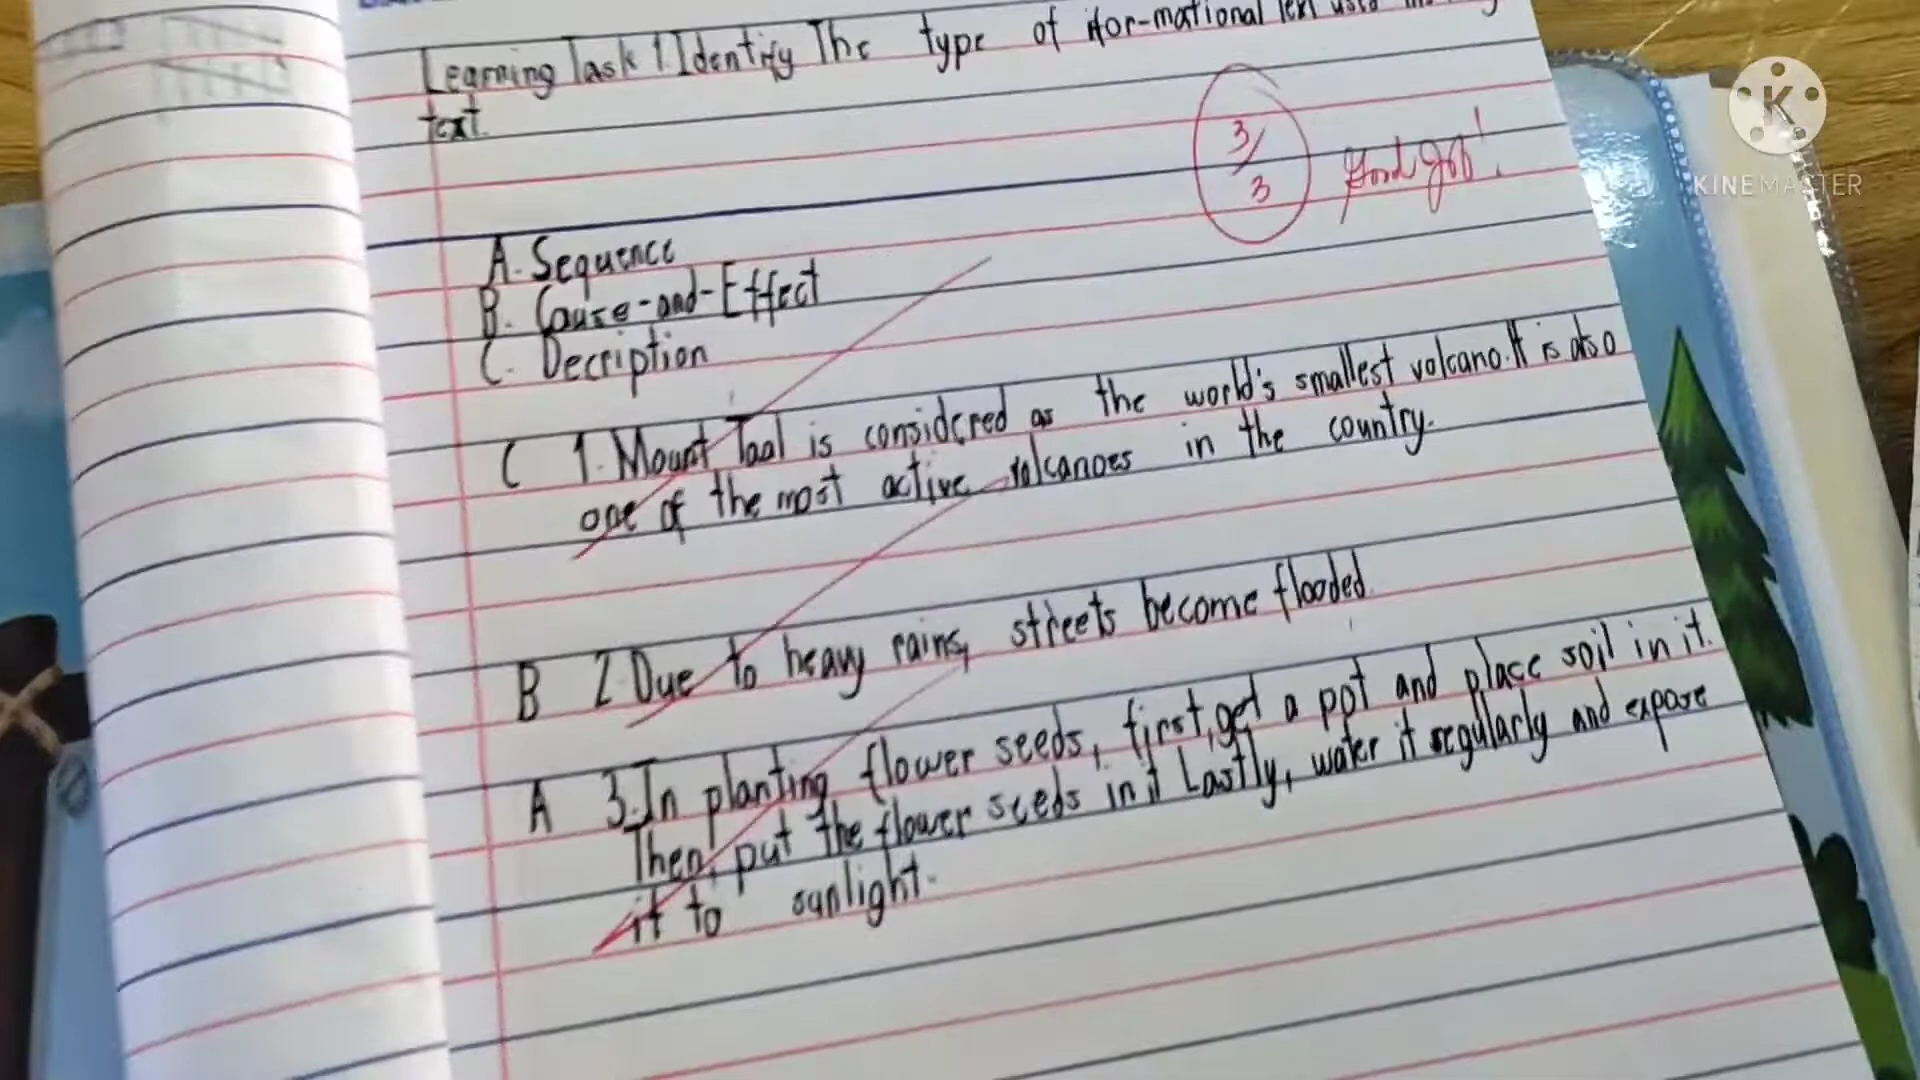 Learning Task 1 Identify The type of Hor-mational text used
text.
3/3 Good Job!
A. Sequence
B. Cause-and-Effect
C. Decription
C 1. Mount Taal is considered as the world's smallest volcano. It is also
one of the most active volcanoes in the country.
B 2 Due to heavy rains, streets become flooded.
A 3. In planting flower seeds, first, get a pot and place soil in it.
Then, put the flower seeds in it Lastly, water it regularly and expose
it to sunlight.
K
KINEMASTER